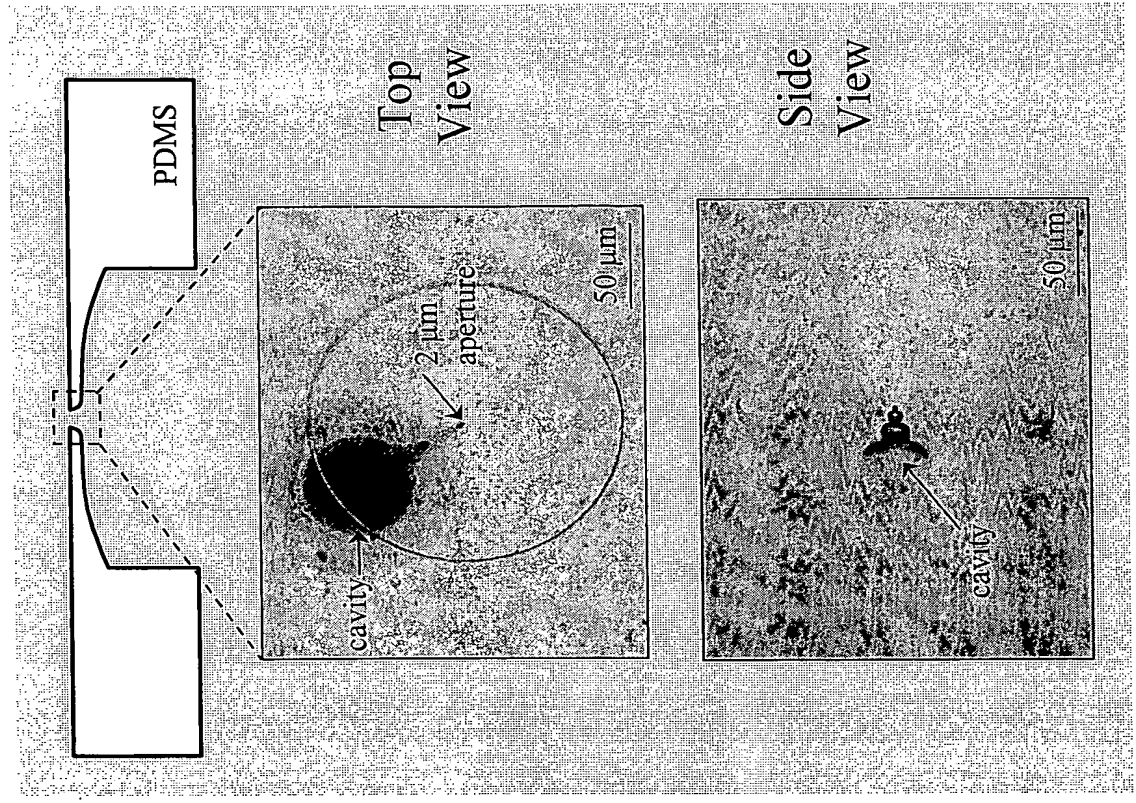 PDMS
Top
View
cavity
2 µm
aperture
50 µm
Side
View
cavity
50 µm